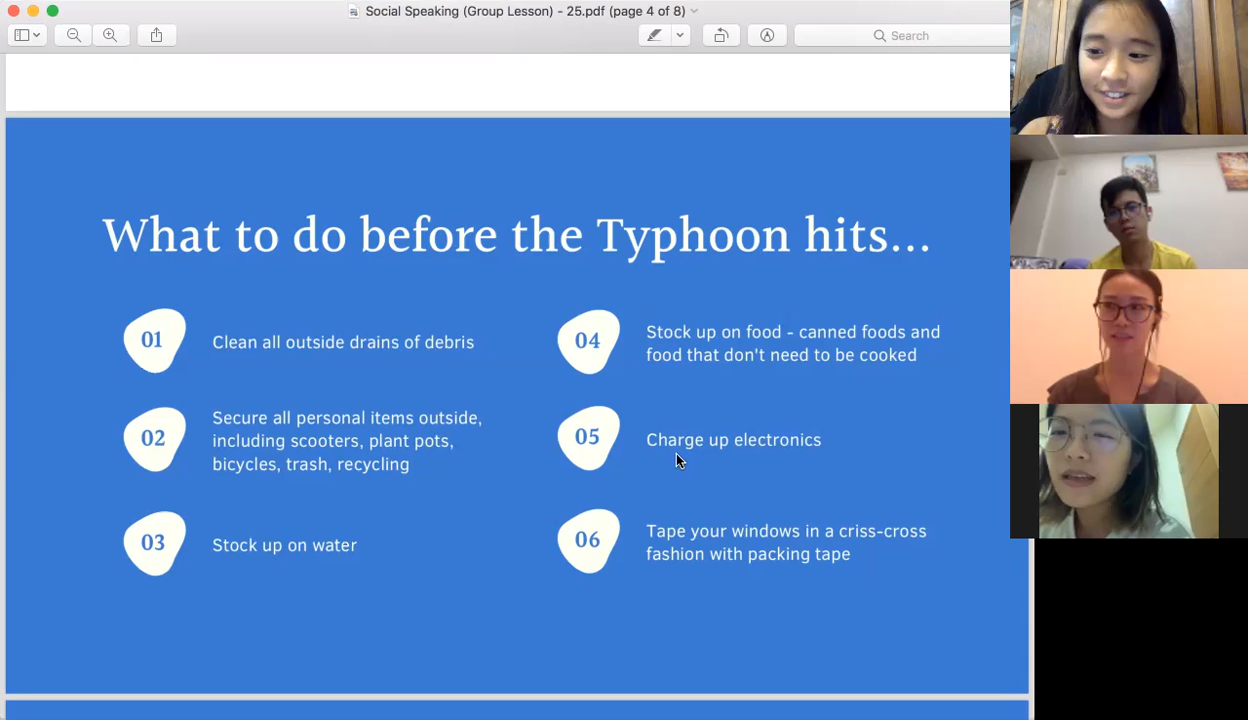 Social Speaking (Group Lesson) - 25.pdf (page 4 of 8)
Search
What to do before the Typhoon hits...
01
Clean all outside drains of debris
02
Secure all personal items outside,
including scooters, plant pots,
bicycles, trash, recycling
03
Stock up on water
04
Stock up on food - canned foods and
food that don't need to be cooked
05
Charge up electronics
06
Tape your windows in a criss-cross
fashion with packing tape